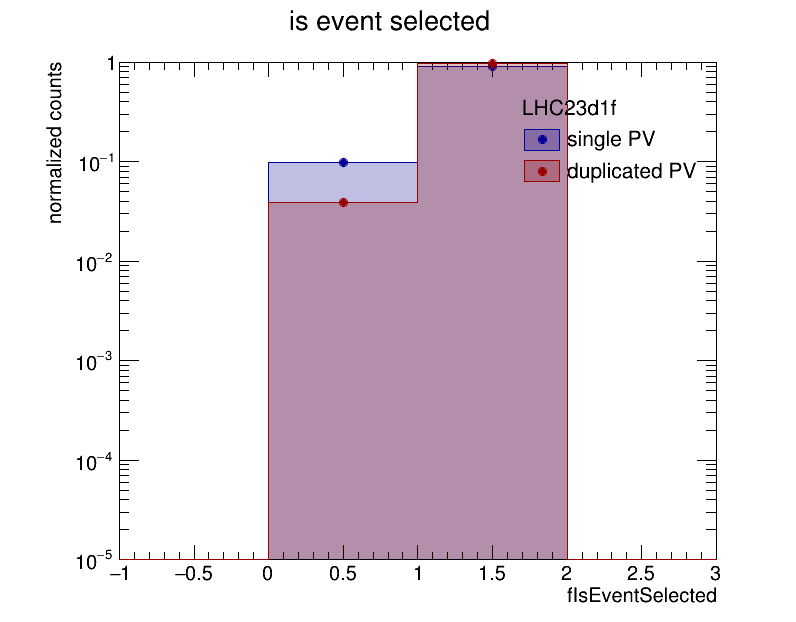 is event selected
normalized counts
1
10⁻¹
10⁻²
10⁻³
10⁻⁴
10⁻⁵
LHC23d1f
single PV
duplicated PV
−1 −0.5 0 0.5 1 1.5 2 2.5 3
fIsEventSelected